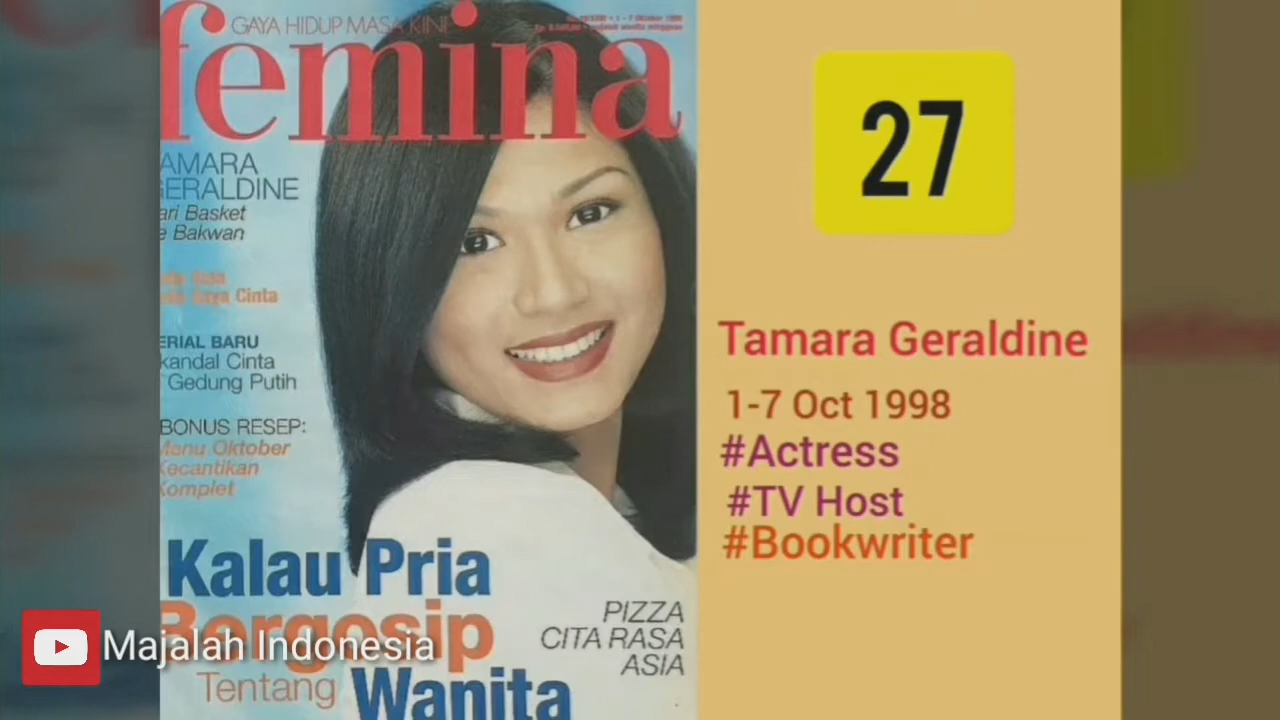 GAYA HIDUP MASA KINI
femina
AMARA
GERALDINE
ari Basket
e Bakwan
Cinta
ERIAL BARU
kandal Cinta
Gedung Putih
BONUS RESEP:
Menu Oktober
Kecantikan
Komplet
Kalau Pria
Bergosip
Tentang Wanita
PIZZA
CITA RASA
ASIA
27
Tamara Geraldine
1-7 Oct 1998
#Actress
#TV Host
#Bookwriter
Majalah Indonesia